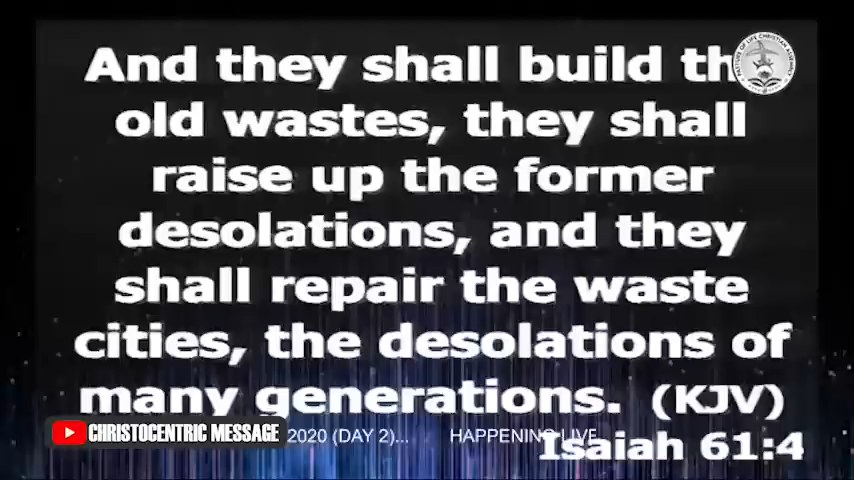 And they shall build the
old wastes, they shall
raise up the former
desolations, and they
shall repair the waste
cities, the desolations of
many generations. (KJV)
CHRISTOCENTRIC MESSAGE 2020 (DAY 2)... HAPPENING LIVE
Isaiah 61:4